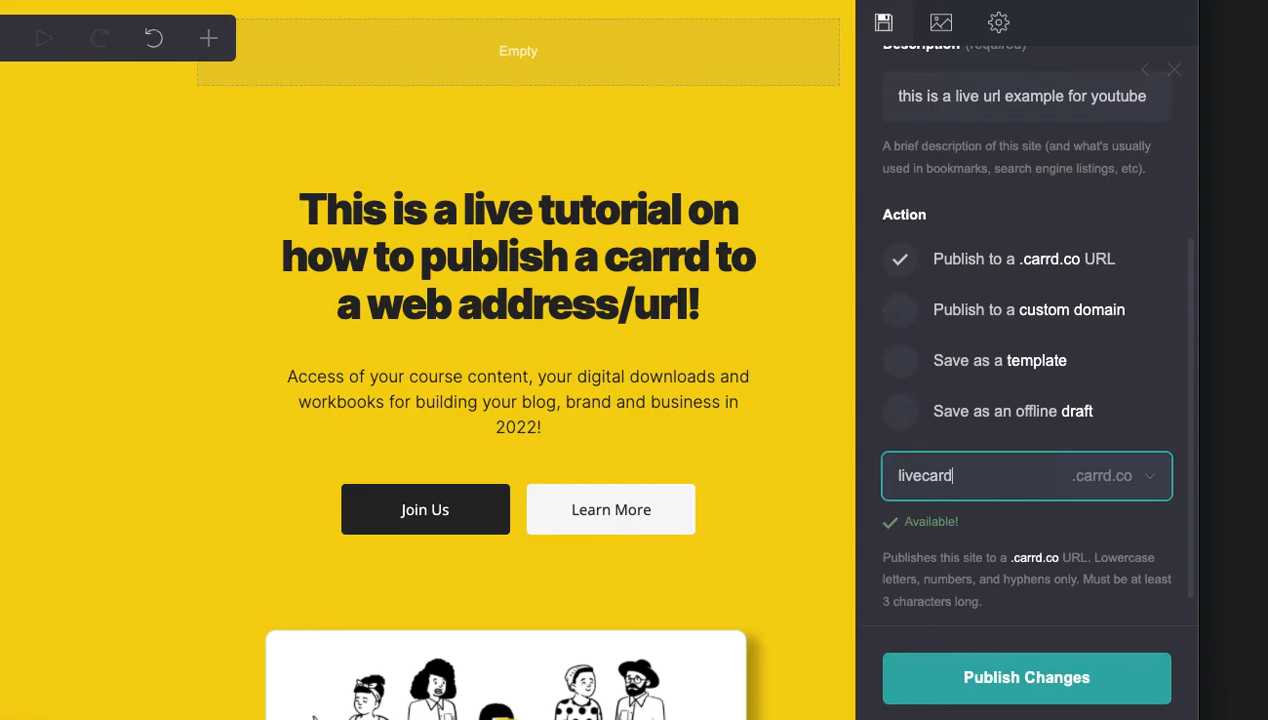 Empty
This is a live tutorial on
how to publish a carrd to
a web address/url!
Access of your course content, your digital downloads and
workbooks for building your blog, brand and business in
2022!
Join Us
Learn More
Description (required)
this is a live url example for youtube
A brief description of this site (and what's usually
used in bookmarks, search engine listings, etc).
Action
Publish to a .carrd.co URL
Publish to a custom domain
Save as a template
Save as an offline draft
livecard .carrd.co
Available!
Publishes this site to a .carrd.co URL. Lowercase
letters, numbers, and hyphens only. Must be at least
3 characters long.
Publish Changes